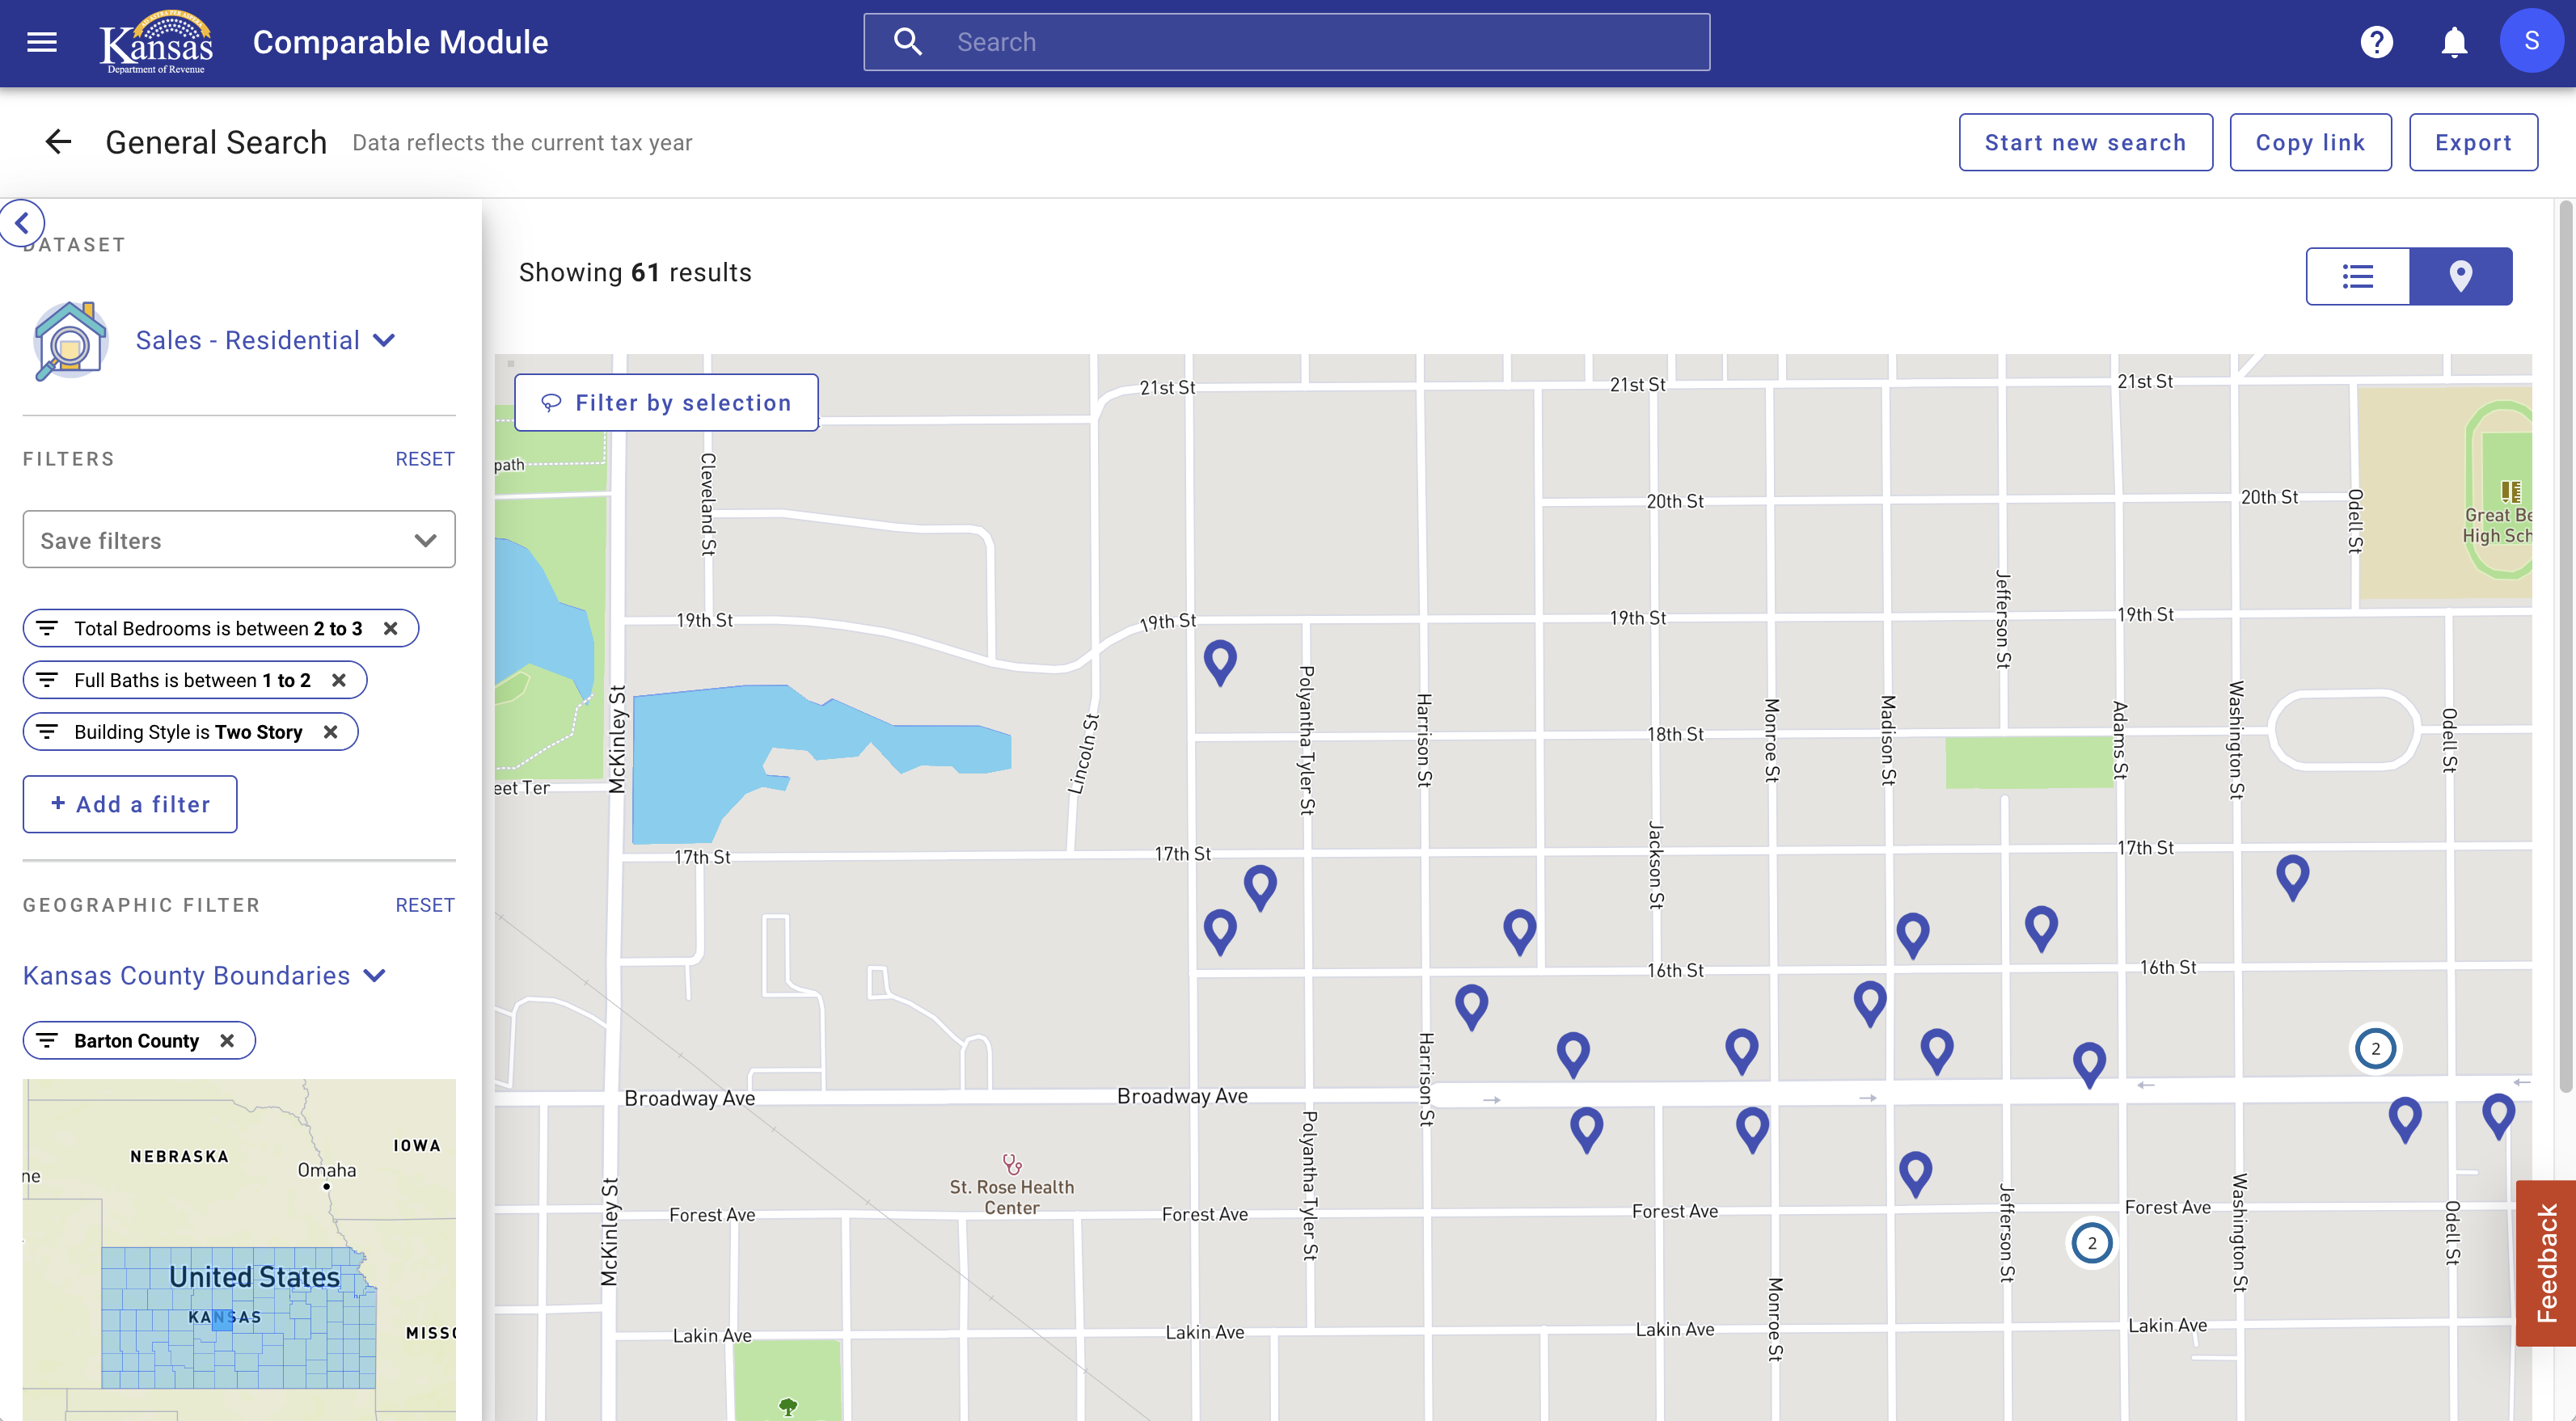 Kansas
Department of Revenue
Comparable Module
Search
S
General Search
Data reflects the current tax year
Start new search
Copy link
Export
DATASET
Sales - Residential
FILTERS
RESET
Save filters
Total Bedrooms is between 2 to 3
Full Baths is between 1 to 2
Building Style is Two Story
+ Add a filter
GEOGRAPHIC FILTER
RESET
Kansas County Boundaries
Barton County
NEBRASKA
IOWA
Omaha
ne
United States
KANSAS
MISSO
Showing 61 results
Filter by selection
21st St
21st St
21st St
path
Cleveland St
20th St
20th St
Odell St
Great Be
High Sch
19th St
19th St
19th St
19th St
Jefferson St
McKinley St
Lincoln St
Polyantha Tyler St
Harrison St
18th St
Monroe St
Madison St
Adams St
Washington St
Odell St
eet Ter
17th St
17th St
Jackson St
17th St
16th St
16th St
Harrison St
2
Broadway Ave
Broadway Ave
Polyantha Tyler St
St. Rose Health
Center
McKinley St
Forest Ave
Forest Ave
Forest Ave
Jefferson St
Forest Ave
Washington St
Odell St
2
Monroe St
Lakin Ave
Lakin Ave
Lakin Ave
Lakin Ave
Feedback